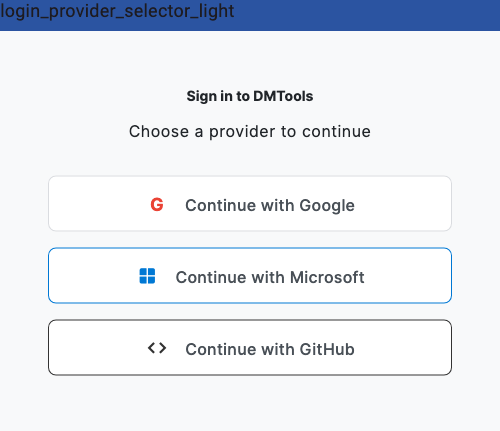 login_provider_selector_light
Sign in to DMTools
Choose a provider to continue
G Continue with Google
Continue with Microsoft
<> Continue with GitHub